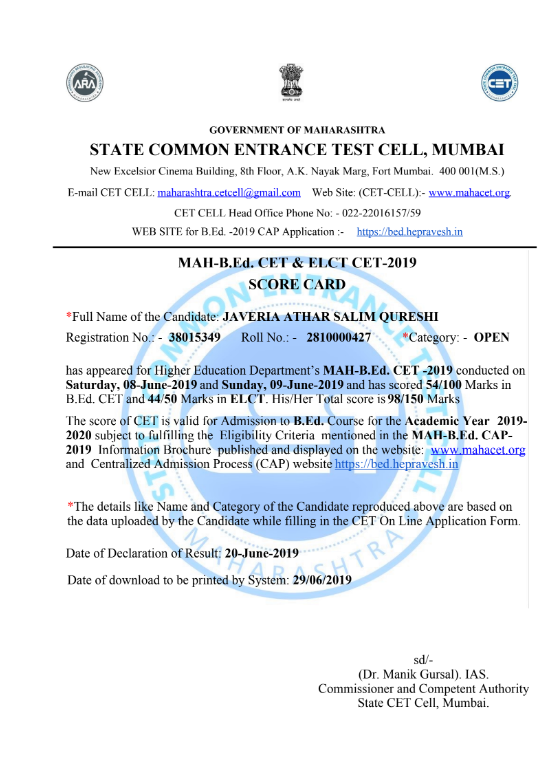 ARA
CET
GOVERNMENT OF MAHARASHTRA
STATE COMMON ENTRANCE TEST CELL, MUMBAI
New Excelsior Cinema Building, 8th Floor, A.K. Nayak Marg, Fort Mumbai. 400 001(M.S.)
E-mail CET CELL: maharashtra.cetcell@gmail.com Web Site: (CET-CELL):- www.mahacet.org
CET CELL Head Office Phone No: - 022-22016157/59
WEB SITE for B.Ed. -2019 CAP Application :- https://bed.hepravesh.in
MAH-B.Ed. CET & ELCT CET-2019
SCORE CARD
*Full Name of the Candidate: JAVERIA ATHAR SALIM QURESHI
Registration No.: - 38015349 Roll No.: - 2810000427 *Category: - OPEN
has appeared for Higher Education Department's MAH-B.Ed. CET -2019 conducted on
Saturday, 08-June-2019 and Sunday, 09-June-2019 and has scored 54/100 Marks in
B.Ed. CET and 44/50 Marks in ELCT. His/Her Total score is 98/150 Marks
The score of CET is valid for Admission to B.Ed. Course for the Academic Year 2019-
2020 subject to fulfilling the Eligibility Criteria mentioned in the MAH-B.Ed. CAP-
2019 Information Brochure published and displayed on the website: www.mahacet.org
and Centralized Admission Process (CAP) website https://bed.hepravesh.in
*The details like Name and Category of the Candidate reproduced above are based on
the data uploaded by the Candidate while filling in the CET On Line Application Form.
Date of Declaration of Result: 20-June-2019
Date of download to be printed by System: 29/06/2019
STATE COMMON ENTRANCE TEST CELL
MAHARASHTRA
sd/-
(Dr. Manik Gursal). IAS.
Commissioner and Competent Authority
State CET Cell, Mumbai.